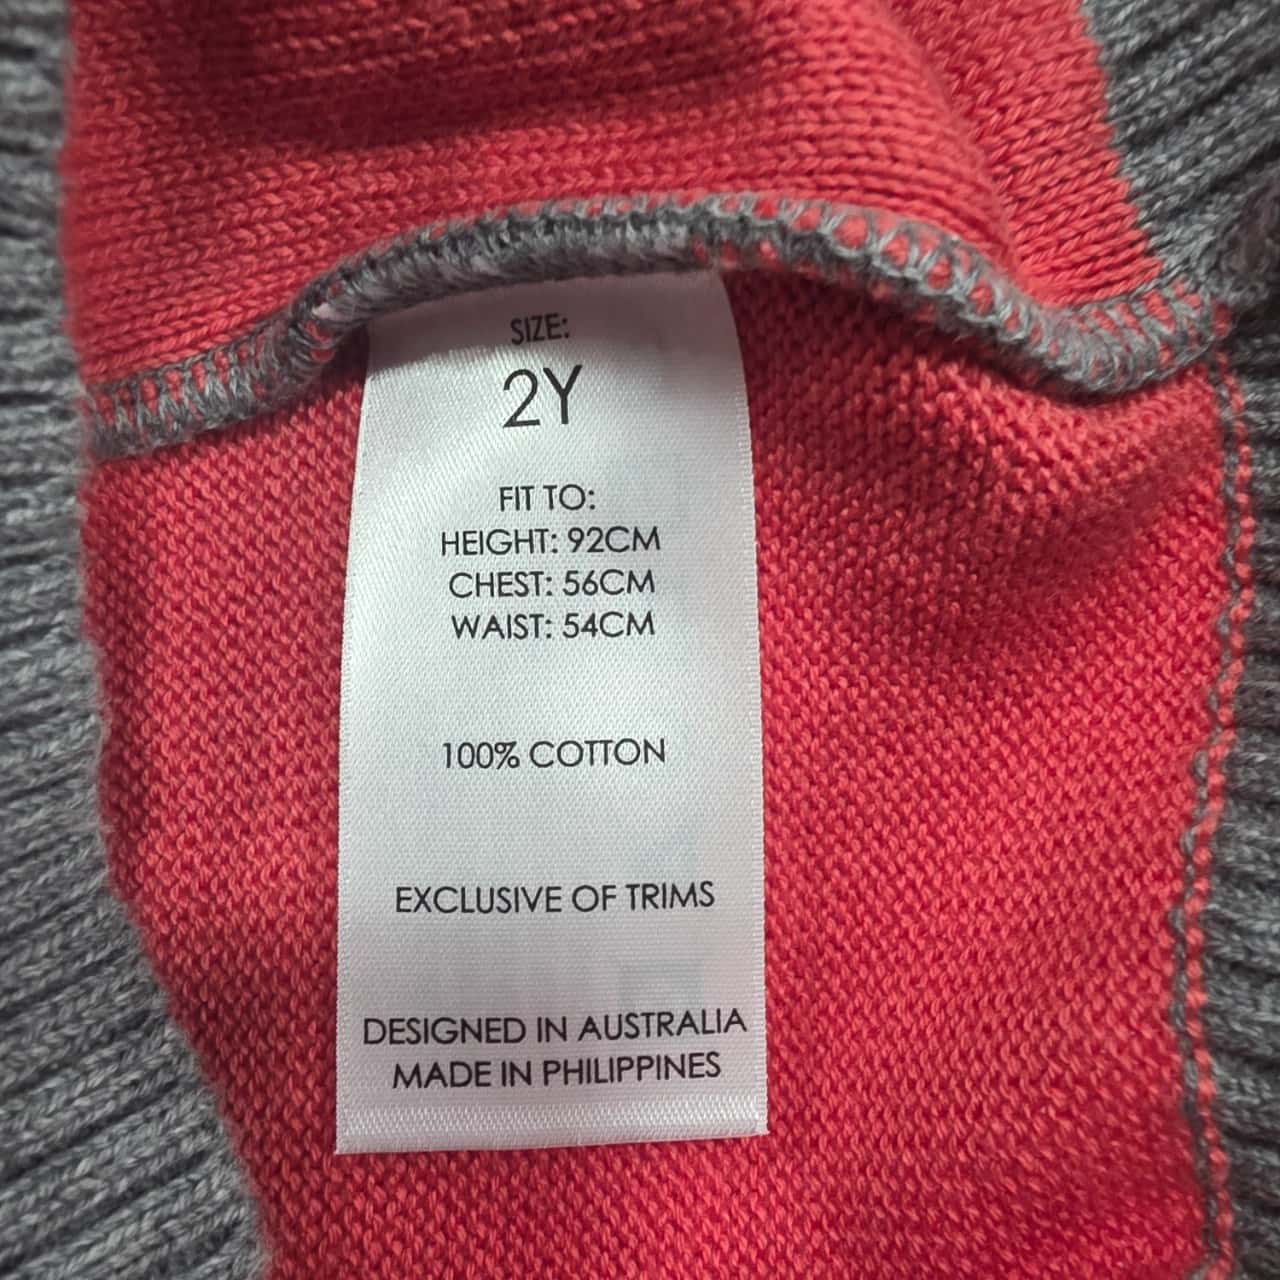 SIZE:
2Y
FIT TO:
HEIGHT: 92CM
CHEST: 56CM
WAIST: 54CM
100% COTTON
EXCLUSIVE OF TRIMS
DESIGNED IN AUSTRALIA
MADE IN PHILIPPINES